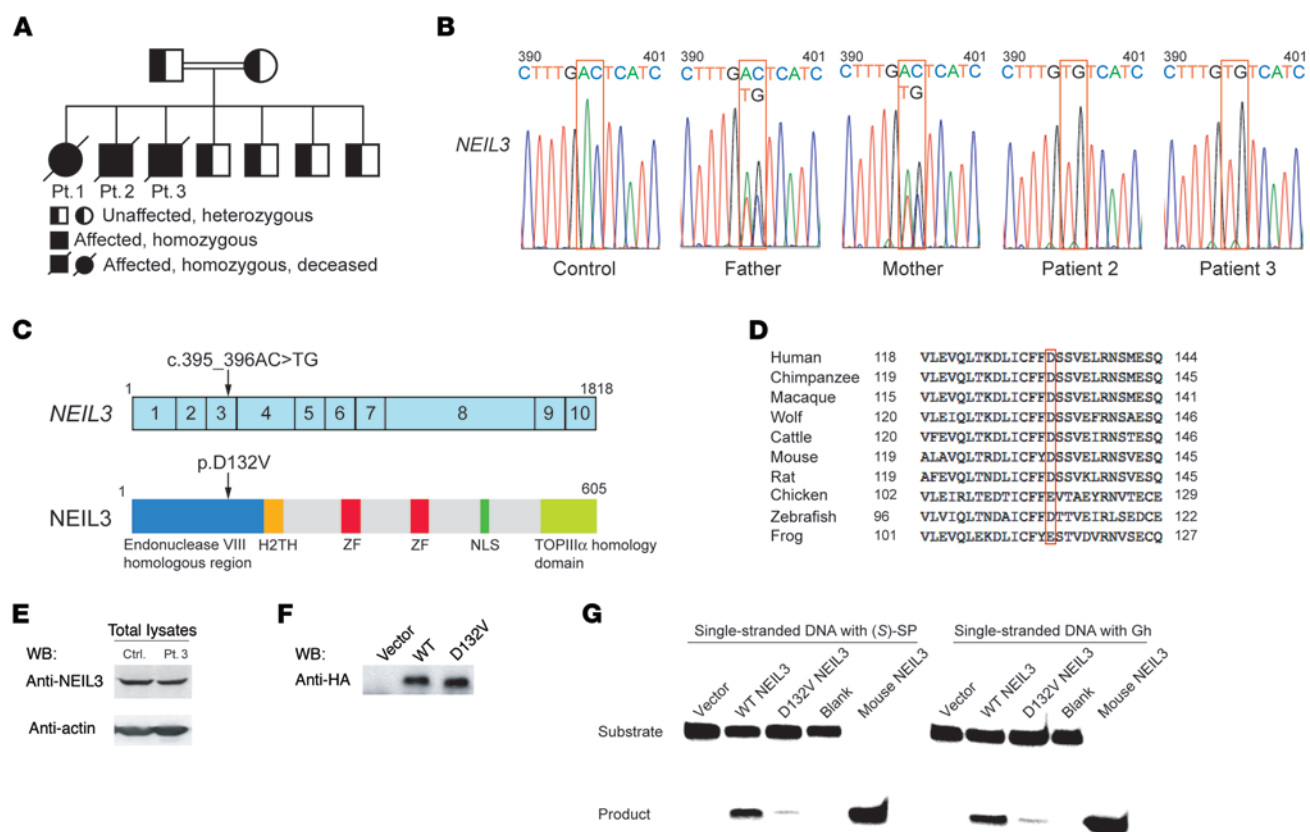 A
Pt.1 Pt.2 Pt.3
Unaffected, heterozygous
Affected, homozygous
Affected, homozygous, deceased
B
390 401 390 401 390 401 390 401 390 401
CTTTGACTCATC CTTTGACTCATC CTTTGACTCATC CTTTGTGTCATC CTTTGTGTCATC
TG TG
NEIL3
Control Father Mother Patient 2 Patient 3
C
c.395_396AC>TG
1 1818
NEIL3 1 2 3 4 5 6 7 8 9 10
p.D132V
1 605
NEIL3
Endonuclease VIII homologous region H2TH ZF ZF NLS TOPIIIα homology domain
D
Human 118 VLEVQLTKDLICFFDSSVELRNSMESQ 144
Chimpanzee 119 VLEVQLTKDLICFFDSSVELRNSMESQ 145
Macaque 115 VLEVQLTKDLICFFDSSVELRNSMESQ 141
Wolf 120 VLEIQLTKDLICFFDSSVEFRNSAESQ 146
Cattle 120 VFEVQLTKDLICFFDSSVEIRNSTESQ 146
Mouse 119 ALAVQLTRDLICFYDSSVELRNSVESQ 145
Rat 119 AFEVQLTNDLICFYDSSVKLRNSVESQ 145
Chicken 102 VLEIRLTEDTICFFEVTAEYRNVTECE 129
Zebrafish 96 VLVIQLTNDAICFFDTTVEIRLSEDCE 122
Frog 101 VLEVQLEKDLICFYESTVDVRNVSECQ 127
E
Total lysates
WB: Ctrl. Pt.3
Anti-NEIL3
Anti-actin
F
Vector WT D132V
WB:
Anti-HA
G
Single-stranded DNA with (S)-SP Single-stranded DNA with Gh
Vector WT NEIL3 D132V NEIL3 Blank Mouse NEIL3 Vector WT NEIL3 D132V NEIL3 Blank Mouse NEIL3
Substrate
Product